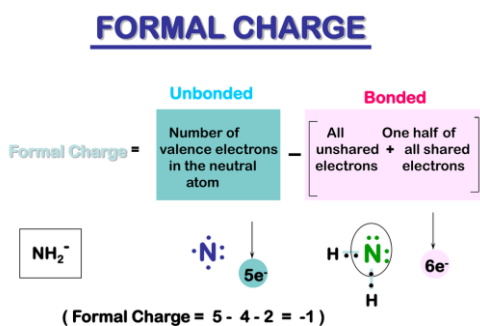 FORMAL CHARGE
Unbonded
Bonded
Formal Charge =
Number of
valence electrons
in the neutral
atom
–
All One half of
unshared + all shared
electrons electrons
NH₂⁻
N
5e⁻
H N
H
6e⁻
( Formal Charge = 5 - 4 - 2 = -1 )